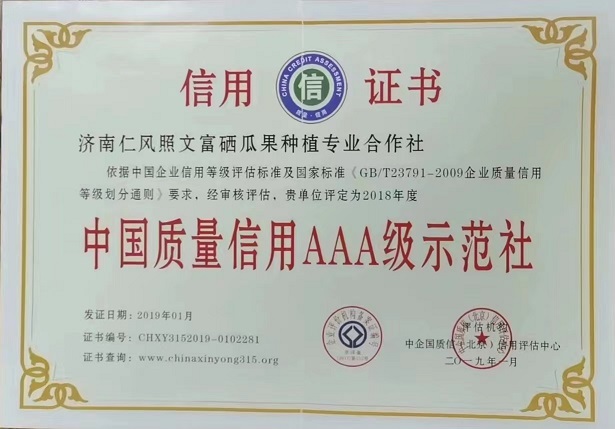 信用证书
CHINA CREDIT ASSESSMENT
信
济南仁风照文富硒瓜果种植专业合作社
依据中国企业信用等级评估标准及国家标准《GB/T23791-2009企业质量信用
等级划分通则》要求，经审核评估，贵单位评定为2018年度
中国质量信用AAA级示范社
发证日期：2019年01月
证书编号：CHXY3152019-0102281
证书查询：www.chinaxinyong315.org
评估机构
中企国质信（北京）信用评估中心
二〇一九年一月